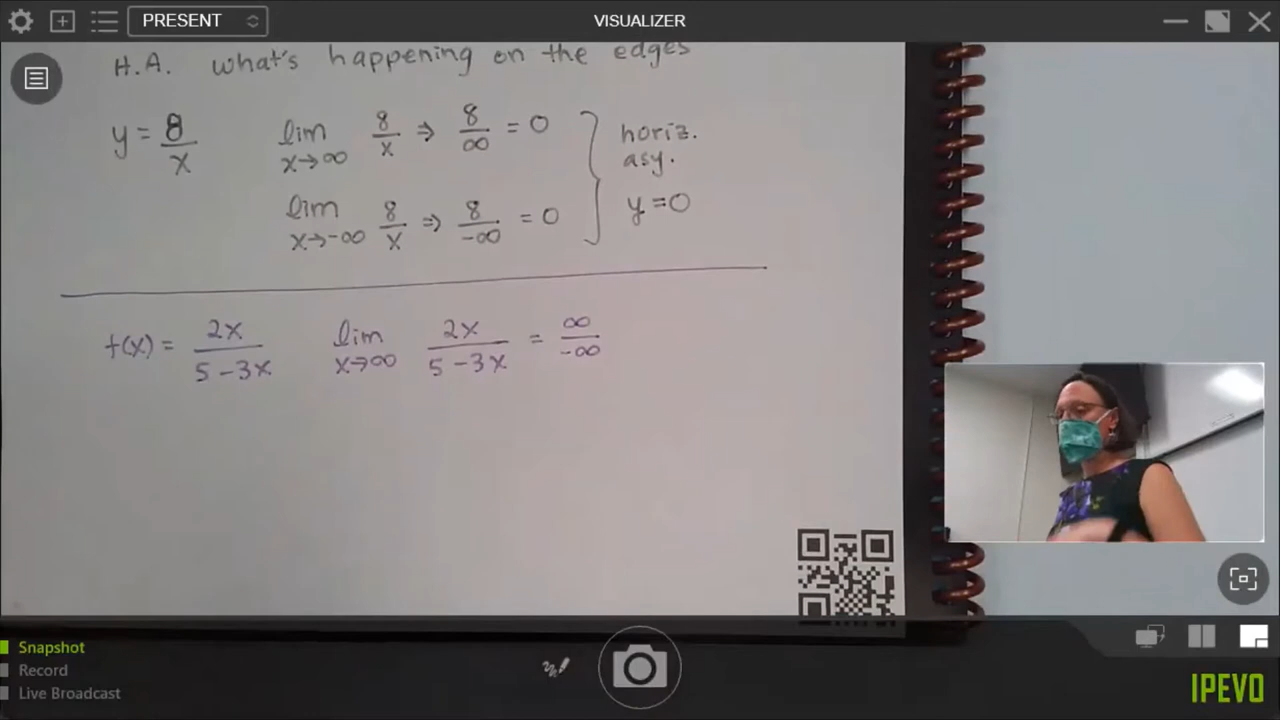 PRESENT
VISUALIZER
H.A. what's happening on the edges
y = 8/x lim x→∞ 8/x ⇒ 8/∞ = 0
lim x→-∞ 8/x ⇒ 8/-∞ = 0
horiz.
asy.
y = 0
f(x) = 2x/(5-3x) lim x→∞ 2x/(5-3x) = ∞/-∞
Snapshot
Record
Live Broadcast
IPEVO